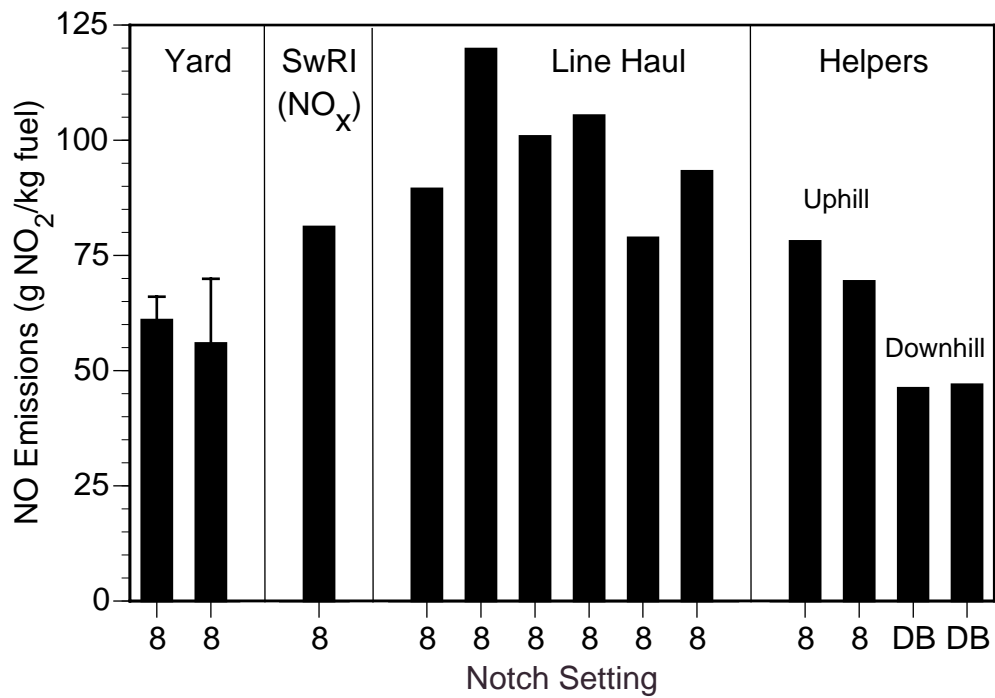 NO Emissions (g NO2/kg fuel)
125
100
75
50
25
0
Yard
SwRI
(NOX)
Line Haul
Helpers
Uphill
Downhill
8 8 8 8 8 8 8 8 8 8 8 DB DB
Notch Setting